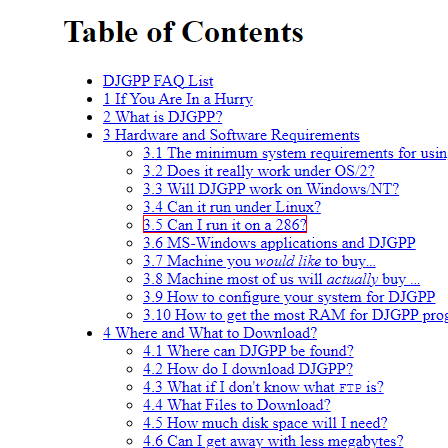 Table of Contents
DJGPP FAQ List
1 If You Are In a Hurry
2 What is DJGPP?
3 Hardware and Software Requirements
3.1 The minimum system requirements for
3.2 Does it really work under OS/2?
3.3 Will DJGPP work on Windows/NT?
3.4 Can it run under Linux?
3.5 Can I run it on a 286?
3.6 MS-Windows applications and DJGPP
3.7 Machine you would like to buy...
3.8 Machine most of us will actually buy ...
3.9 How to configure your system for DJGPP
3.10 How to get the most RAM for DJGPP
4 Where and What to Download?
4.1 Where can DJGPP be found?
4.2 How do I download DJGPP?
4.3 What if I don't know what FTP is?
4.4 What Files to Download?
4.5 How much disk space will I need?
4.6 Can I get away with less megabytes?